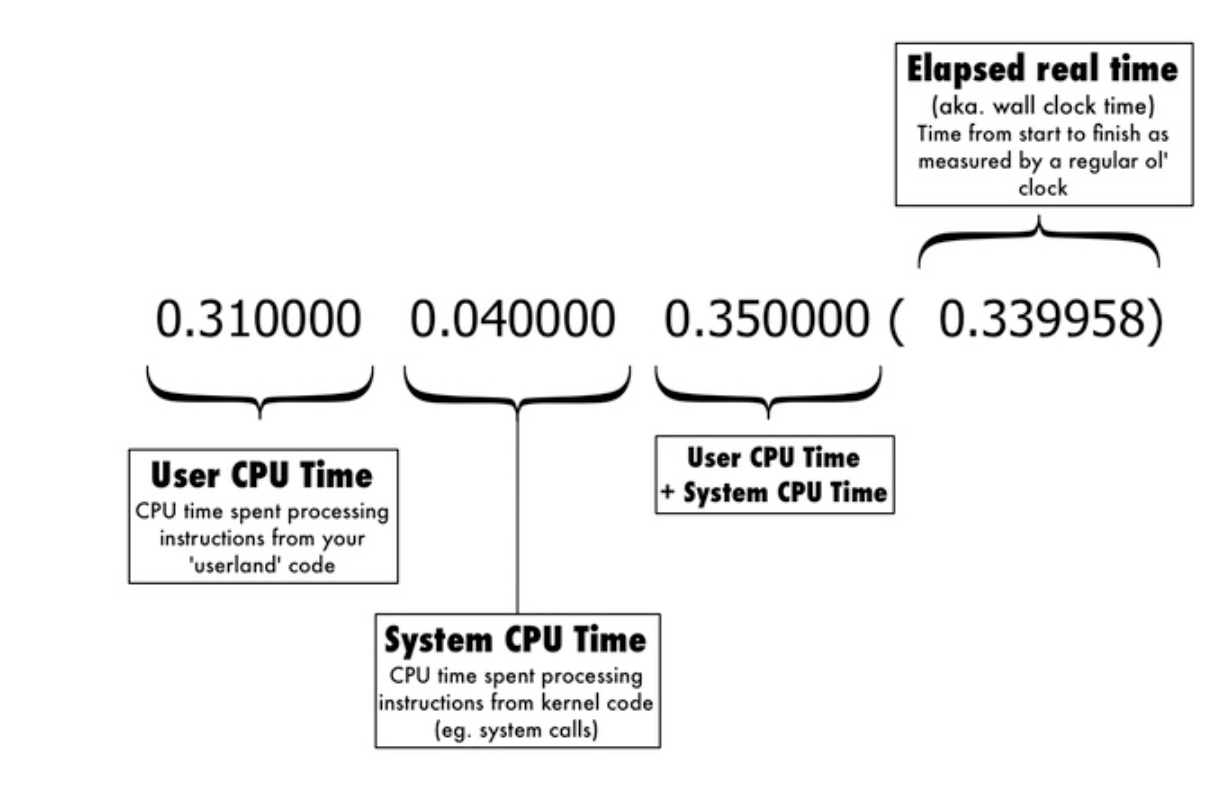 Elapsed real time
(aka. wall clock time)
Time from start to finish as
measured by a regular ol'
clock
0.310000 0.040000 0.350000 ( 0.339958)
User CPU Time
CPU time spent processing
instructions from your
'userland' code
System CPU Time
CPU time spent processing
instructions from kernel code
(eg. system calls)
User CPU Time
+ System CPU Time